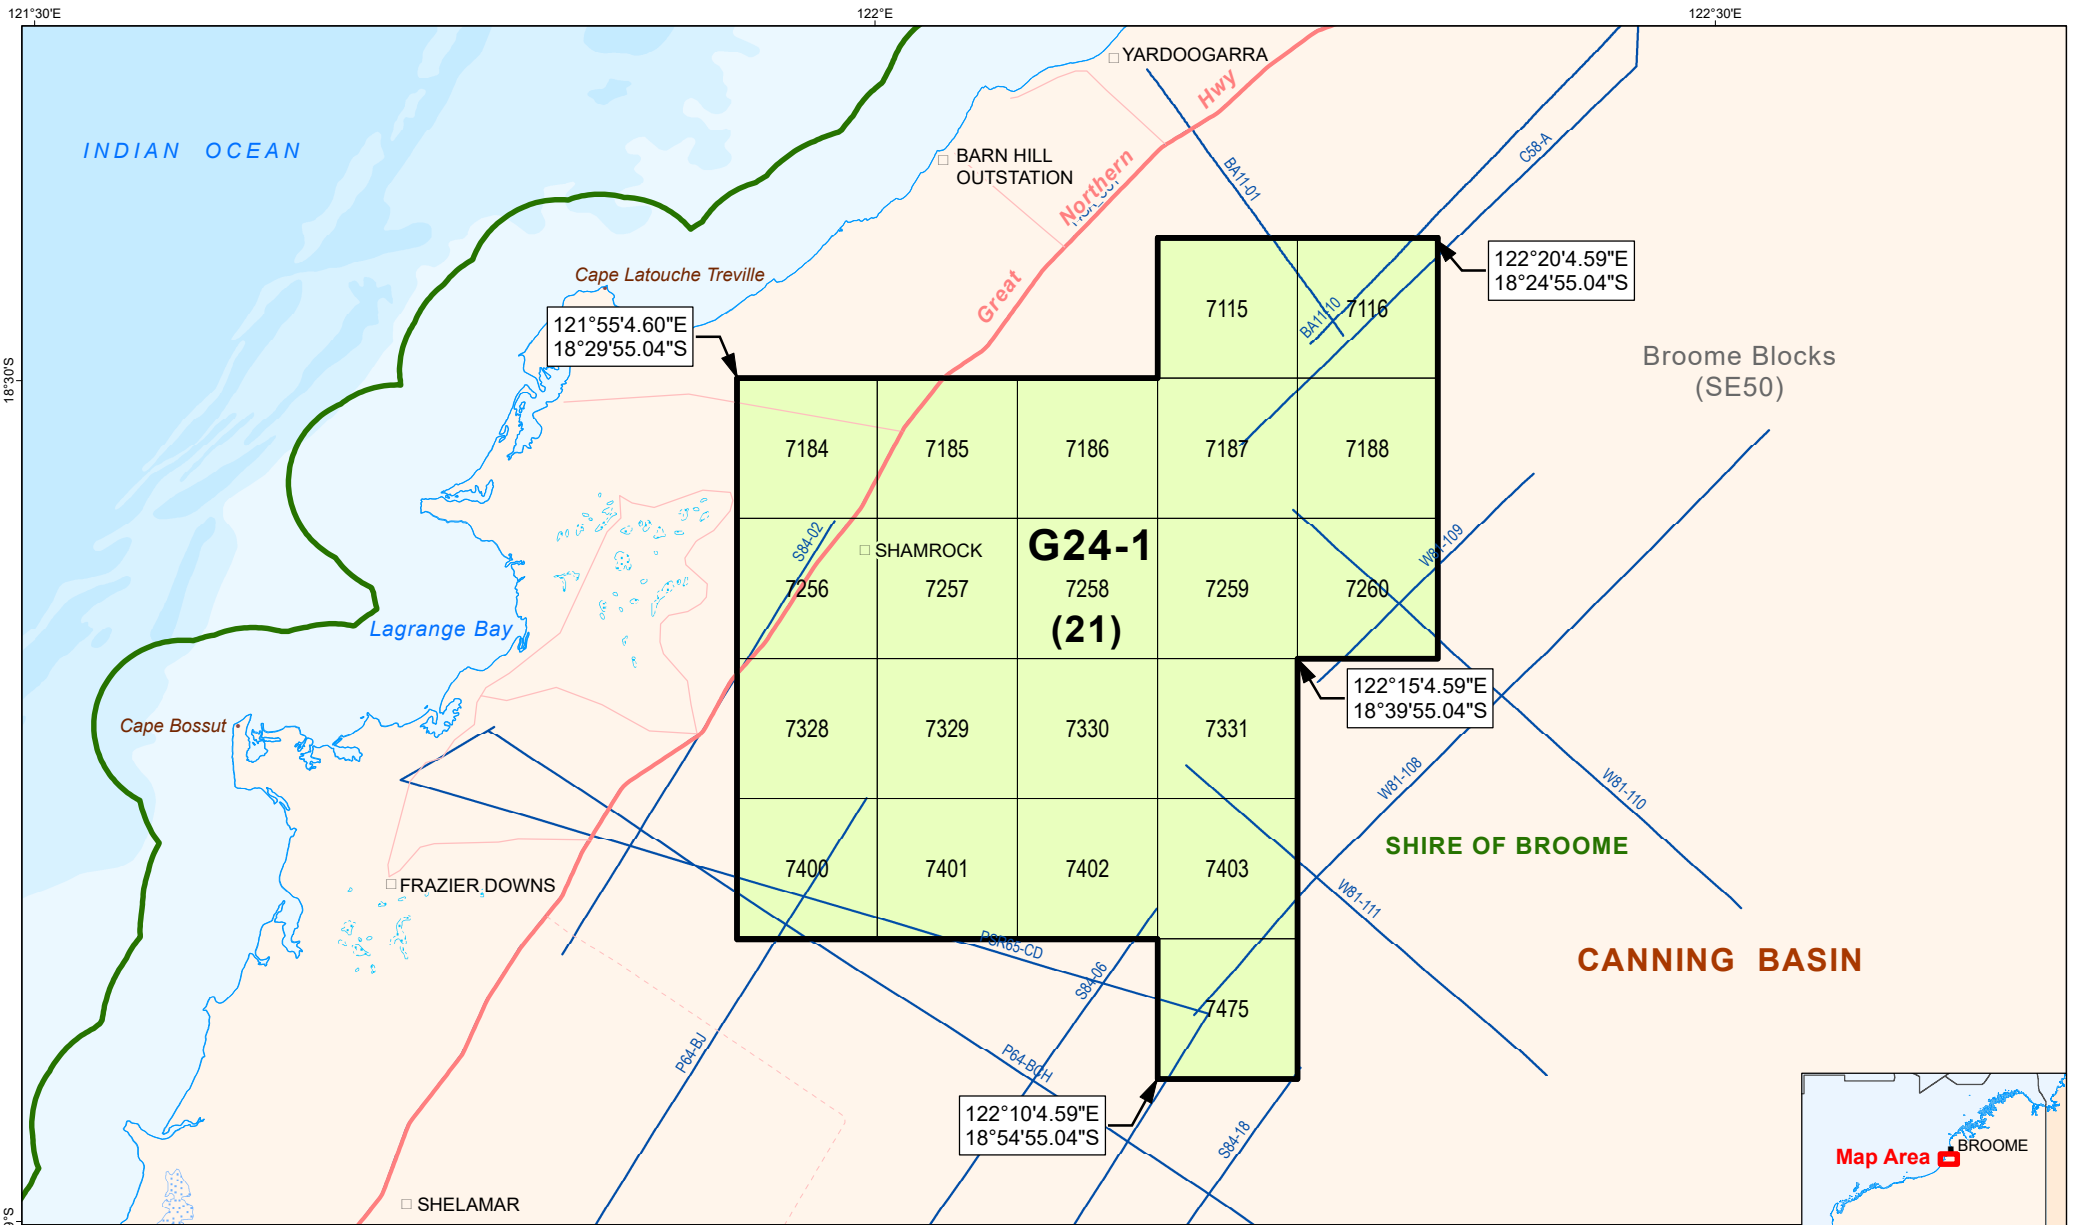 121°30'E
122°E
122°30'E
YARDOOGARRA
Hwy
INDIAN OCEAN
BARN HILL
OUTSTATION
Northern
BA11-01
C58-A
Cape Latouche Treville
Great
122°20'4.59"E
18°24'55.04"S
121°55'4.60"E
18°29'55.04"S
7115
7116
BA11-10
Broome Blocks
(SE50)
18°30'S
7184
7185
7186
7187
7188
S84-02
SHAMROCK
G24-1
W81-109
7256
7257
7258
7259
7260
(21)
Lagrange Bay
122°15'4.59"E
18°39'55.04"S
Cape Bossut
7328
7329
7330
7331
W81-108
W81-110
SHIRE OF BROOME
7400
7401
7402
7403
FRAZIER DOWNS
W81-111
PSR65-CD
CANNING BASIN
S84-06
7475
P64-BJ
P64-BCH
122°10'4.59"E
18°54'55.04"S
S84-18
BROOME
Map Area
SHELAMAR